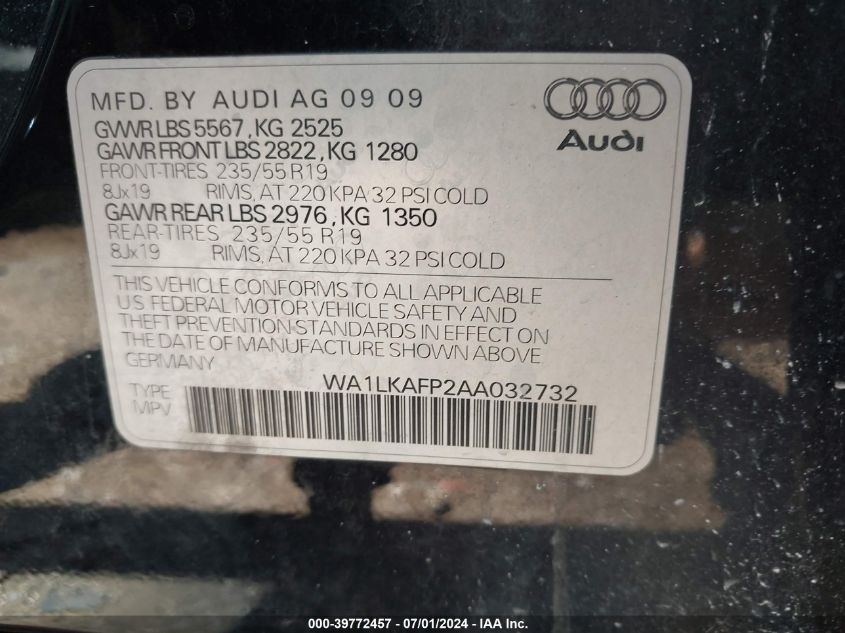 MFD. BY AUDI AG 09 09
GVWR LBS 5567, KG 2525
GAWR FRONT LBS 2822, KG 1280
FRONT-TIRES 235/55 R19
8Jx19 RIMS, AT 220 KPA 32 PSI COLD
GAWR REAR LBS 2976, KG 1350
REAR-TIRES 235/55 R19
8Jx19 RIMS, AT 220 KPA 32 PSI COLD
Audi
THIS VEHICLE CONFORMS TO ALL APPLICABLE
U.S. FEDERAL MOTOR VEHICLE SAFETY AND
THEFT PREVENTION-STANDARDS IN EFFECT ON
THE DATE OF MANUFACTURE SHOWN ABOVE
GERMANY
WA1LKAFP2AA032732
TYPE
MPV
000-39772457 - 07/01/2024 - IAA Inc.